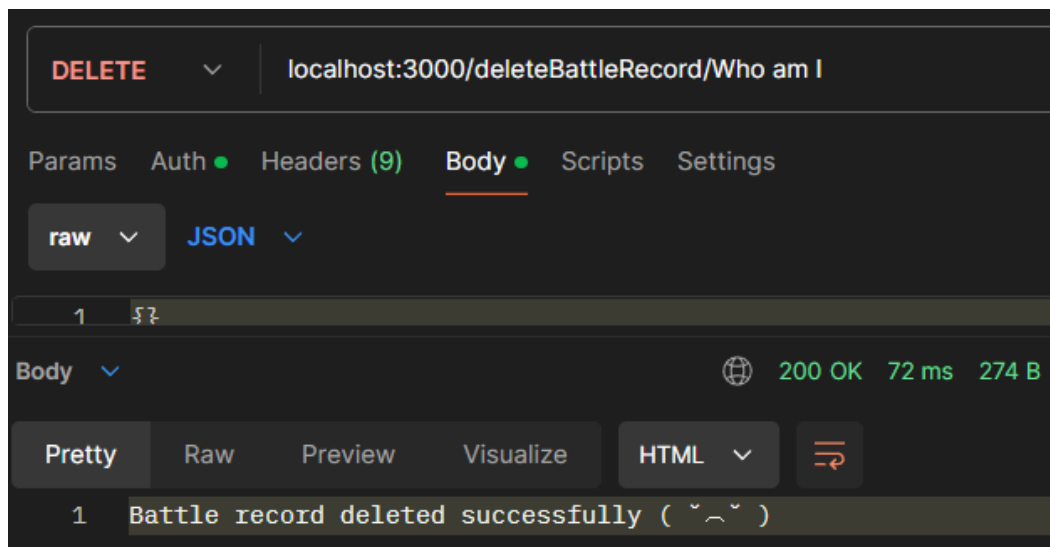 DELETE localhost:3000/deleteBattleRecord/Who am I
Params Auth Headers (9) Body Scripts Settings
raw JSON
1 {}
Body 200 OK 72 ms 274 B
Pretty Raw Preview Visualize HTML
1 Battle record deleted successfully ( ˘︹˘ )